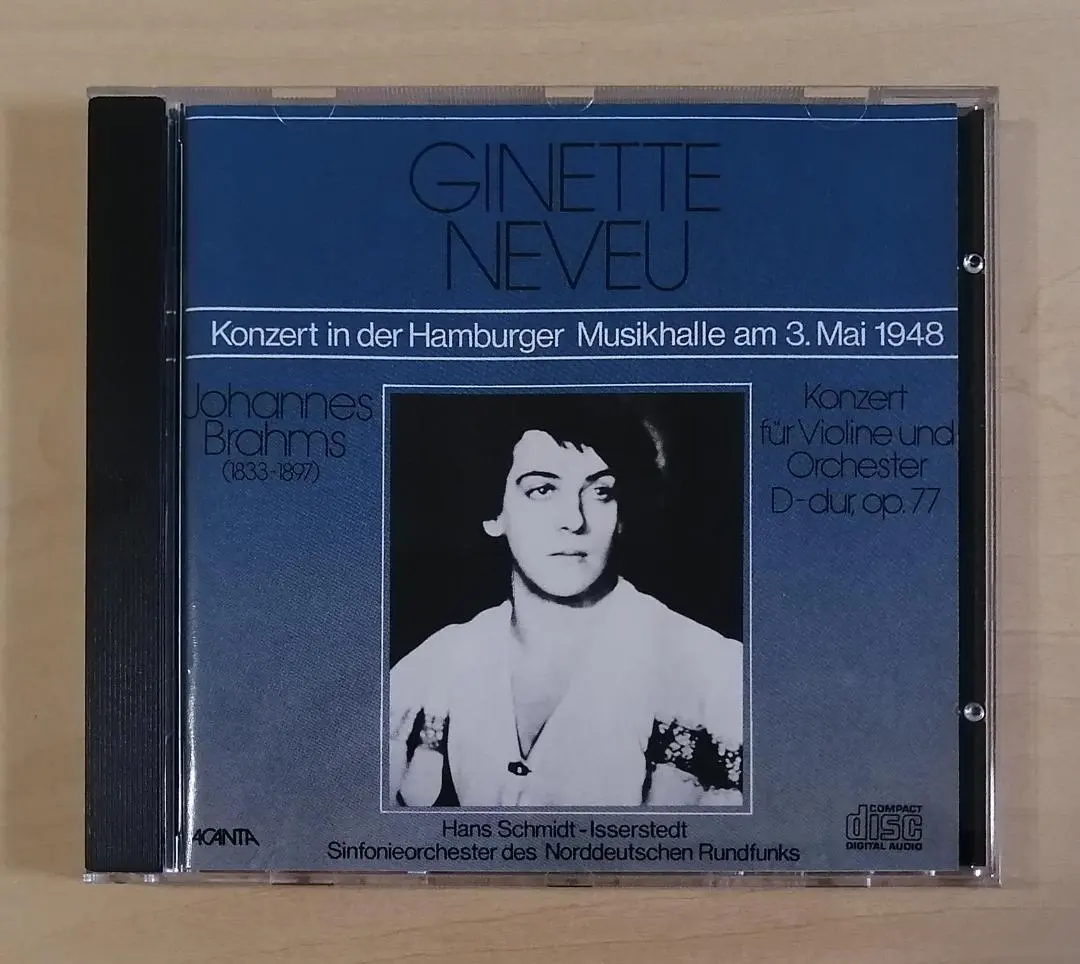 GINETTE
NEVEU
Konzert in der Hamburger Musikhalle am 3. Mai 1948
Johannes
Brahms
(1833-1897)
Konzert
für Violine und
Orchester
D-dur, op. 77
ACANTA
Hans Schmidt-Isserstedt
Sinfonieorchester des Norddeutschen Rundfunks
COMPACT
disc
DIGITAL AUDIO